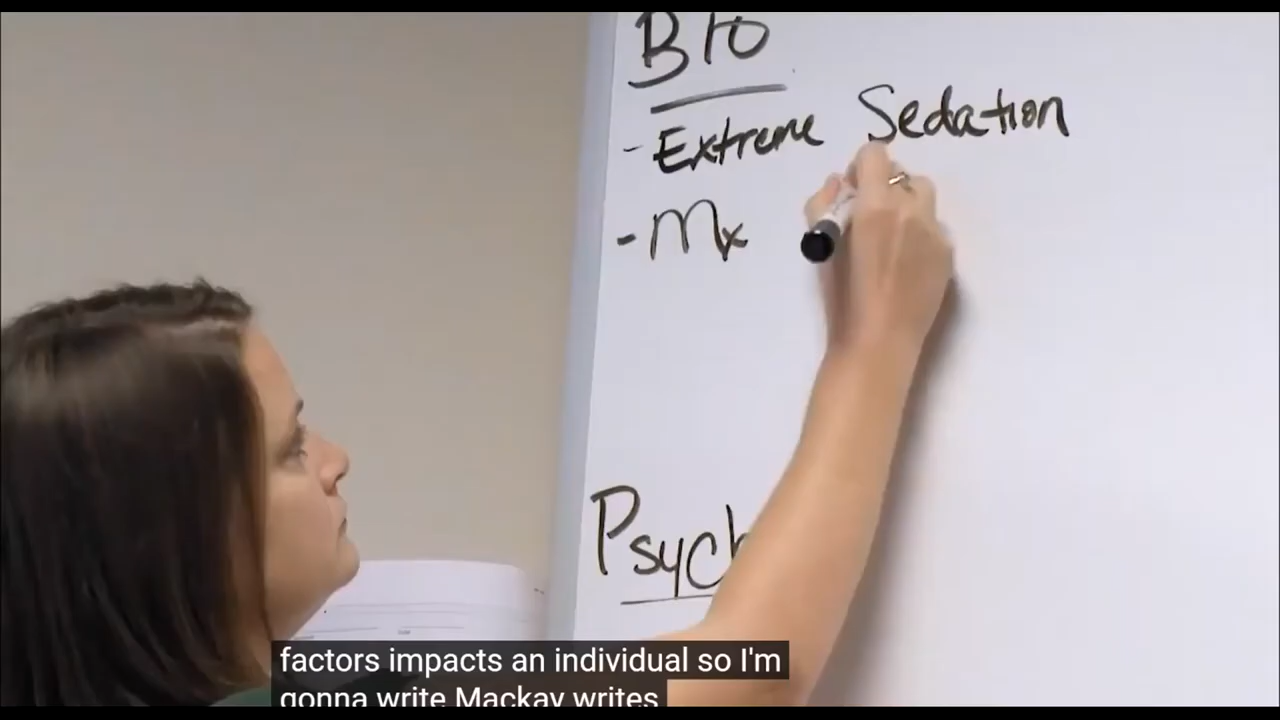 Bio
- Extreme Sedation
- Mx
Psych
factors impacts an individual so I'm
gonna write Mackay writes